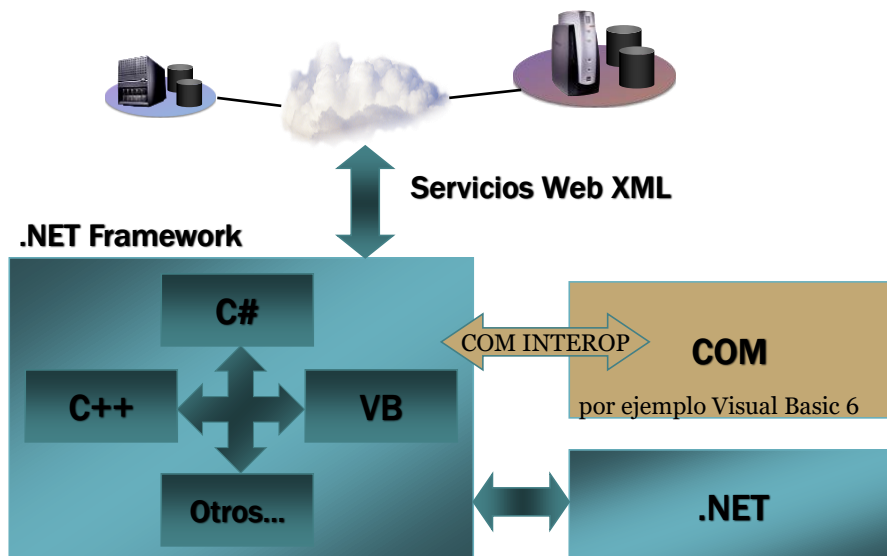 Servicios Web XML
.NET Framework
C#
C++
VB
Otros...
COM INTEROP
COM
por ejemplo Visual Basic 6
.NET